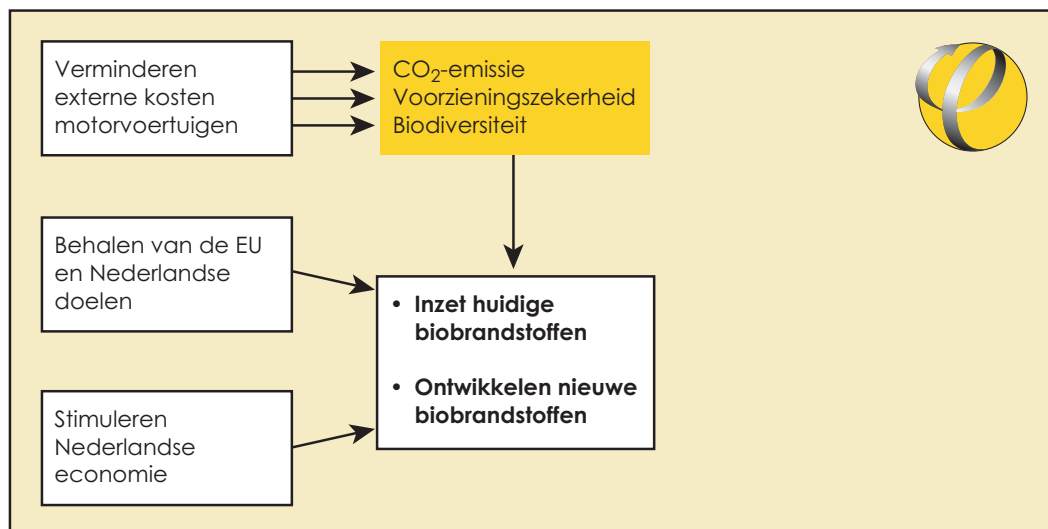 Verminderen
externe kosten
motorvoertuigen
CO₂-emissie
Voorzieningszekerheid
Biodiversiteit
Behalen van de EU
en Nederlandse
doelen
• Inzet huidige
biobrandstoffen
• Ontwikkelen nieuwe
biobrandstoffen
Stimuleren
Nederlandse
economie